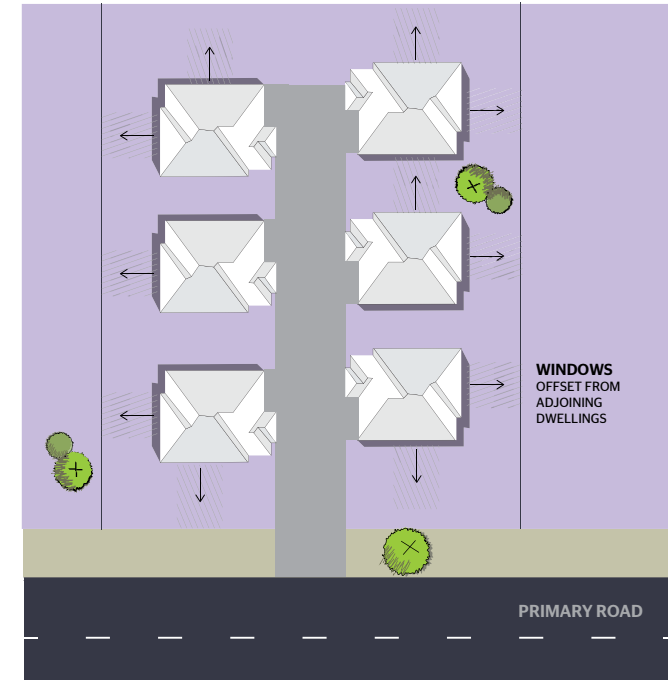 WINDOWS
OFFSET FROM
ADJOINING
DWELLINGS
PRIMARY ROAD